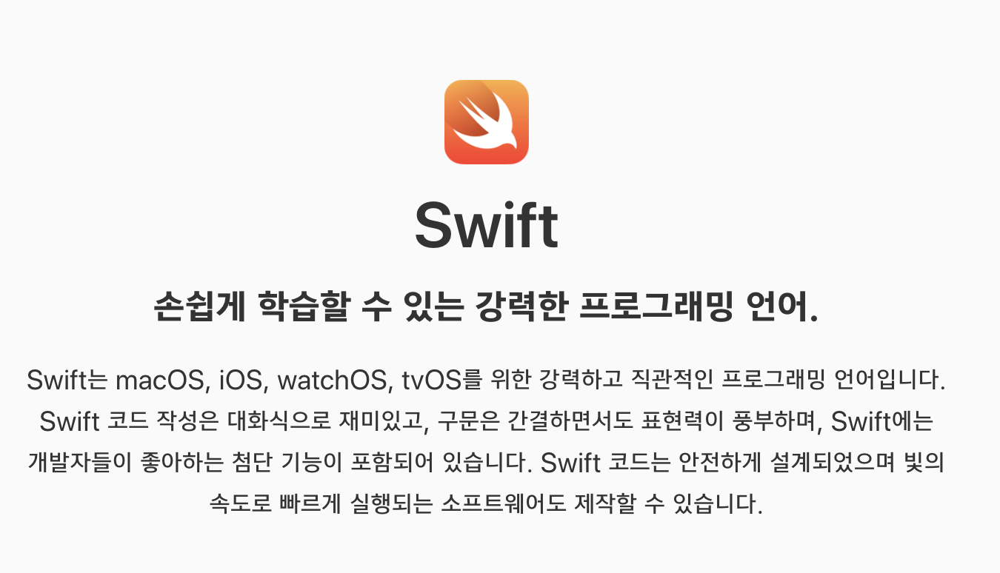 Swift
손쉽게 학습할 수 있는 강력한 프로그래밍 언어.
Swift는 macOS, iOS, watchOS, tvOS를 위한 강력하고 직관적인 프로그래밍 언어입니다.
Swift 코드 작성은 대화식으로 재미있고, 구문은 간결하면서도 표현력이 풍부하며, Swift에는
개발자들이 좋아하는 첨단 기능이 포함되어 있습니다. Swift 코드는 안전하게 설계되었으며 빛의
속도로 빠르게 실행되는 소프트웨어도 제작할 수 있습니다.